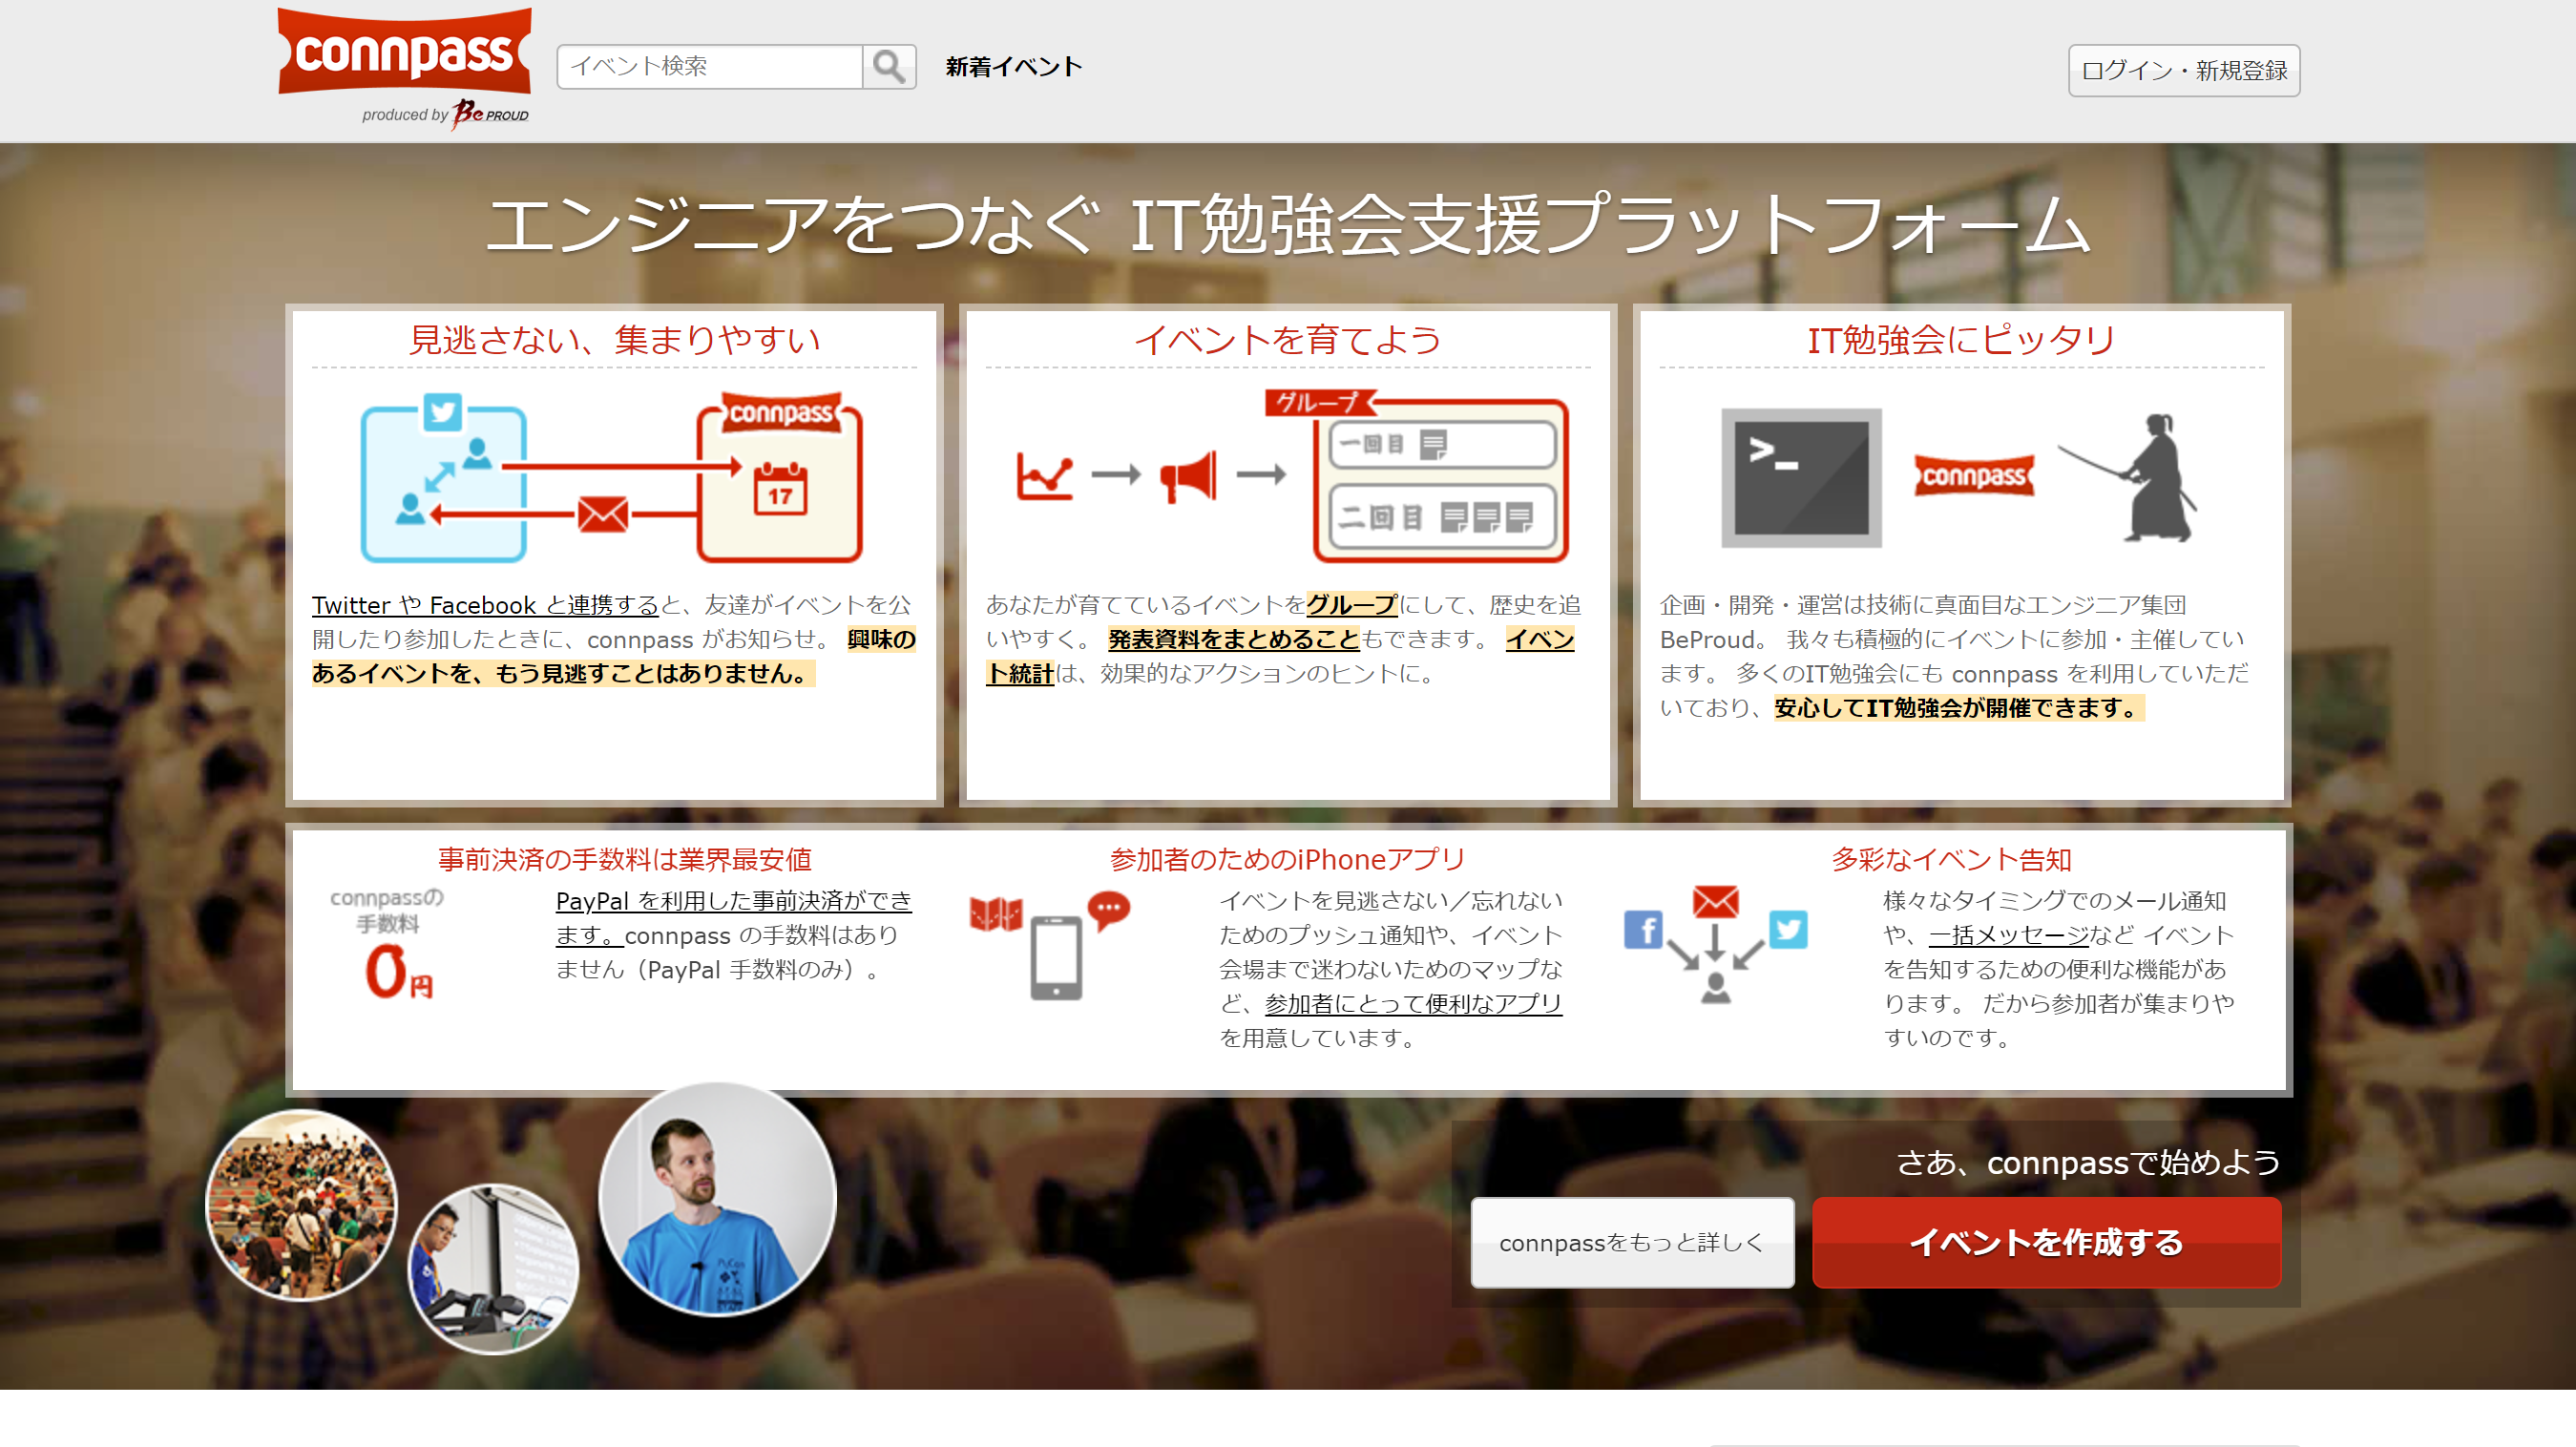 connpass
produced by Be PROUD
イベント検索
新着イベント
ログイン・新規登録
エンジニアをつなぐ IT勉強会支援プラットフォーム
見逃さない、集まりやすい
connpass
17
Twitter や Facebook と連携すると、友達がイベントを公
開したり参加したときに、connpass がお知らせ。 興味の
あるイベントを、もう見逃すことはありません。
イベントを育てよう
グループ
一回目
二回目
あなたが育てているイベントをグループにして、歴史を追
いやすく。 発表資料をまとめることもできます。 イベン
ト統計は、効果的なアクションのヒントに。
IT勉強会にピッタリ
>_
connpass
企画・開発・運営は技術に真面目なエンジニア集団
BeProud。 我々も積極的にイベントに参加・主催してい
ます。 多くのIT勉強会にも connpass を利用していただ
いており、安心してIT勉強会が開催できます。
事前決済の手数料は業界最安値
connpassの
手数料
0円
PayPal を利用した事前決済ができ
ます。connpass の手数料はあり
ません（PayPal 手数料のみ）。
参加者のためのiPhoneアプリ
イベントを見逃さない／忘れない
ためのプッシュ通知や、イベント
会場まで迷わないためのマップな
ど、参加者にとって便利なアプリ
を用意しています。
多彩なイベント告知
様々なタイミングでのメール通知
や、一括メッセージなど イベント
を告知するための便利な機能があ
ります。 だから参加者が集まりや
すいのです。
さあ、connpassで始めよう
connpassをもっと詳しく
イベントを作成する